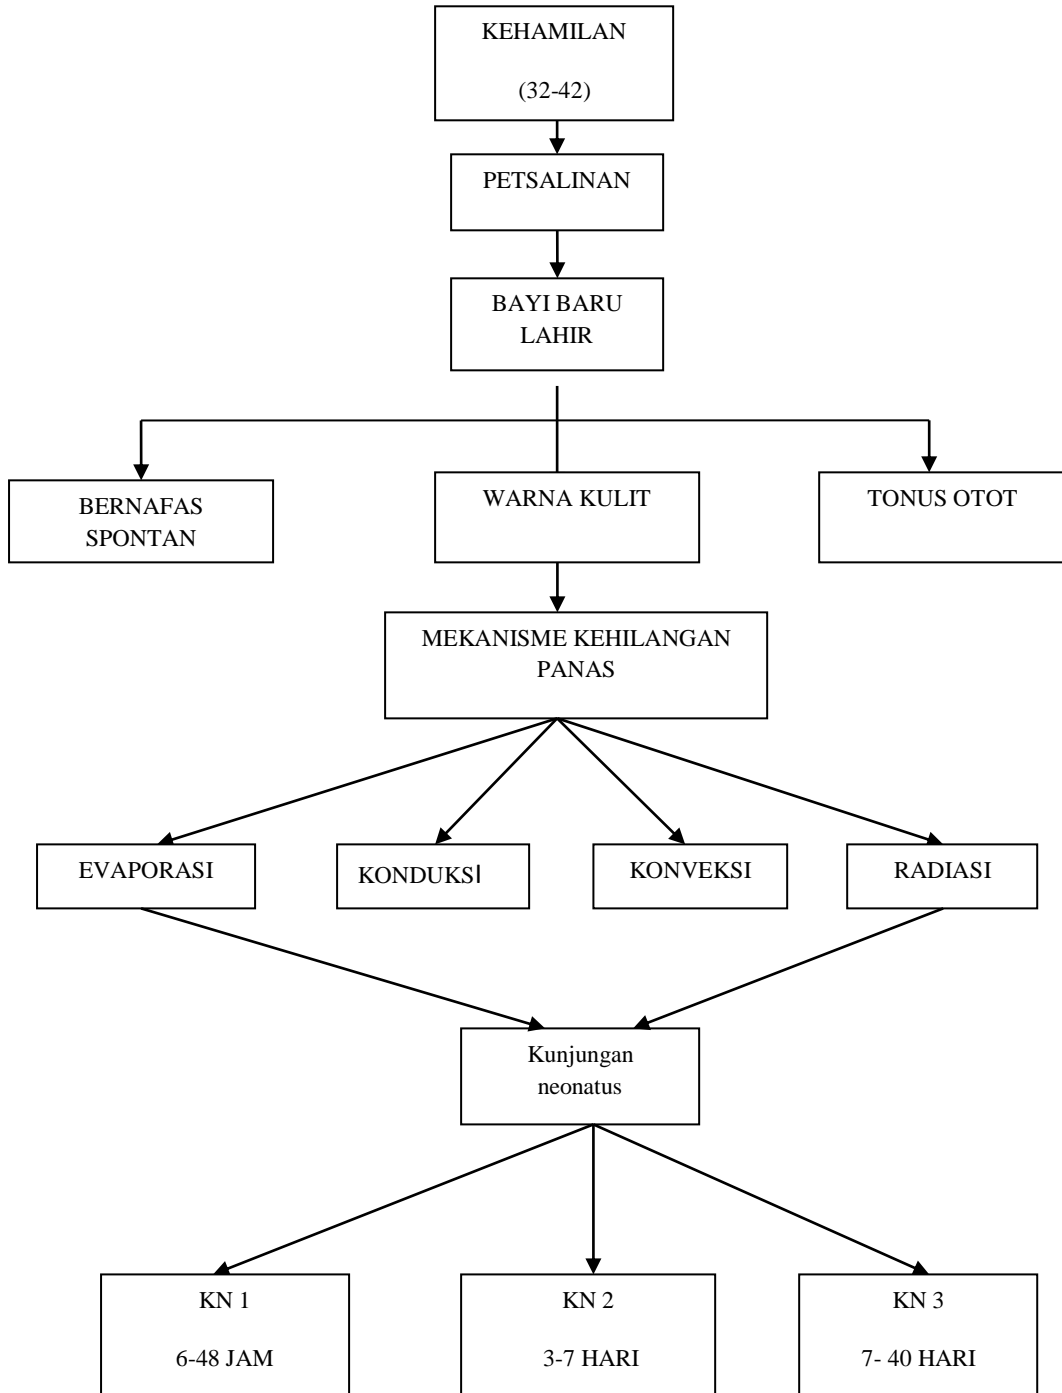 KEHAMILAN
(32-42)
PETSALINAN
BAYI BARU
LAHIR
BERNAFAS
SPONTAN
WARNA KULIT
TONUS OTOT
MEKANISME KEHILANGAN
PANAS
EVAPORASI
KONDUKSI
KONVEKSI
RADIASI
Kunjungan
neonatus
KN 1
6-48 JAM
KN 2
3-7 HARI
KN 3
7- 40 HARI